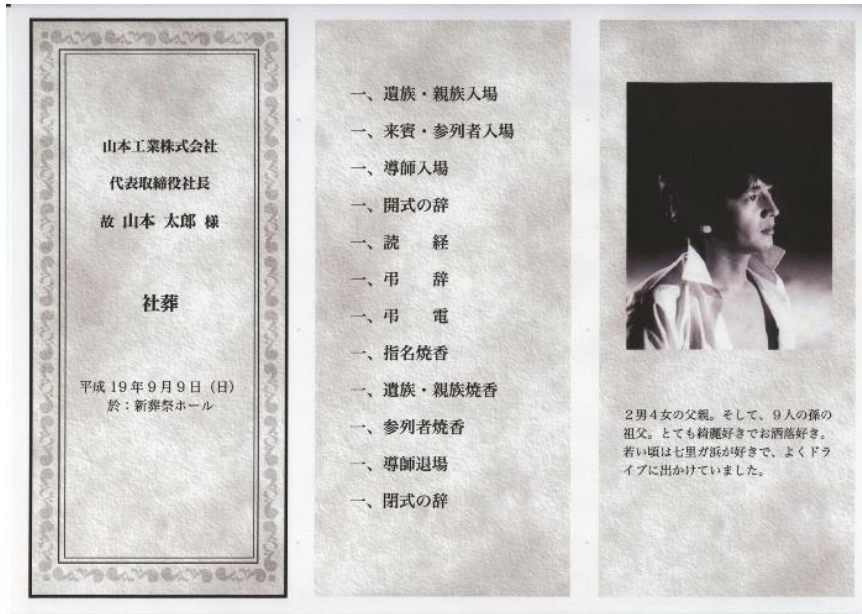 山本工業株式会社
代表取締役社長
故 山本 太郎 様
社葬
平成19年9月9日(日)
於:新葬祭ホール
一、遺族・親族入場
一、来賓・参列者入場
一、導師入場
一、開式の辞
一、読　経
一、弔　辞
一、弔　電
一、指名焼香
一、遺族・親族焼香
一、参列者焼香
一、導師退場
一、閉式の辞
2男4女の父親。そして、9人の孫の
祖父。とても綺麗好きでお洒落好き。
若い頃は七里ガ浜が好きで、よくドラ
イブに出かけていました。